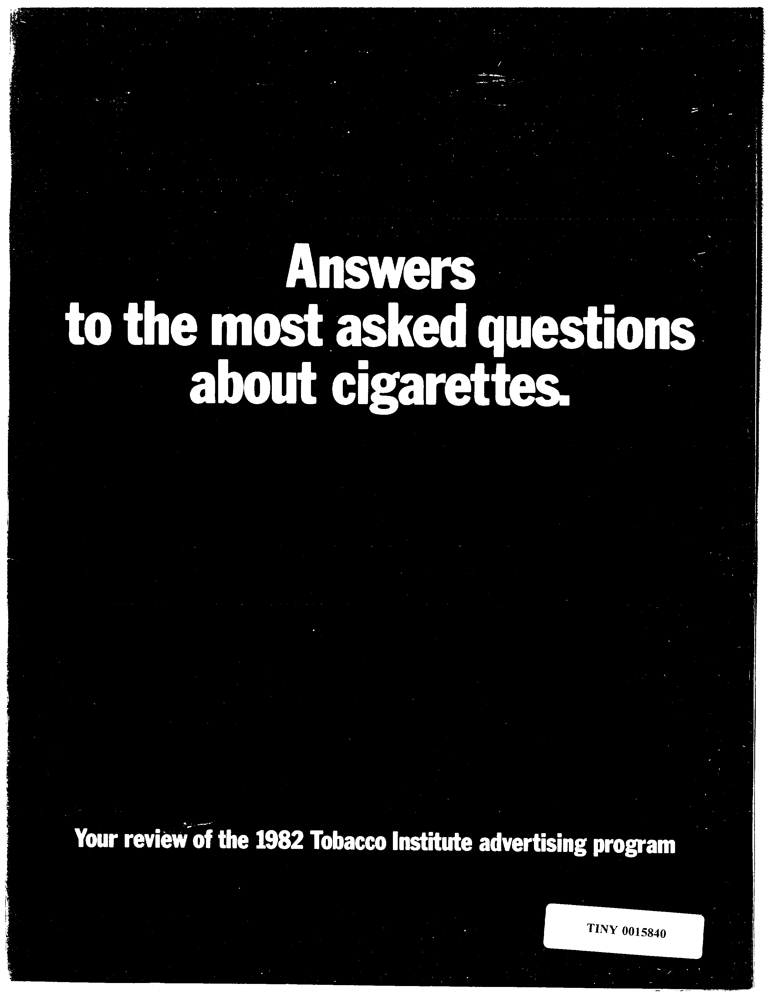 Answers
to the most asked questions
about cigarettes.
Your review of the 1982 Tobacco Institute advertising program
TINY 0015840